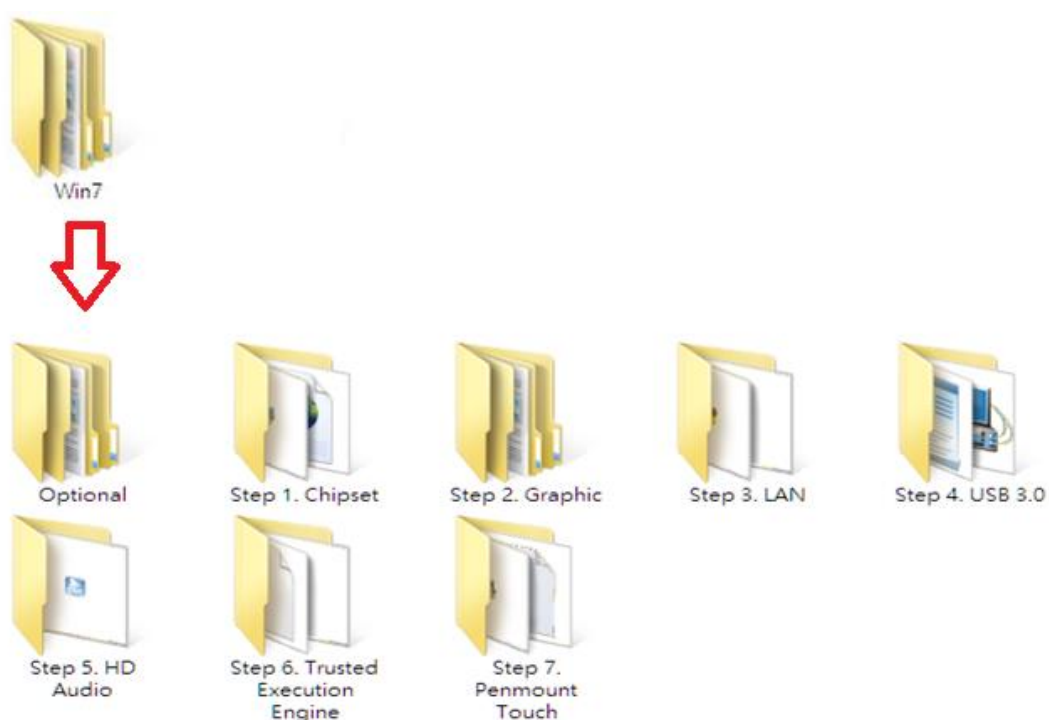 Win7
Optional
Step 1. Chipset
Step 2. Graphic
Step 3. LAN
Step 4. USB 3.0
Step 5. HD
Audio
Step 6. Trusted
Execution
Engine
Step 7.
Penmount
Touch